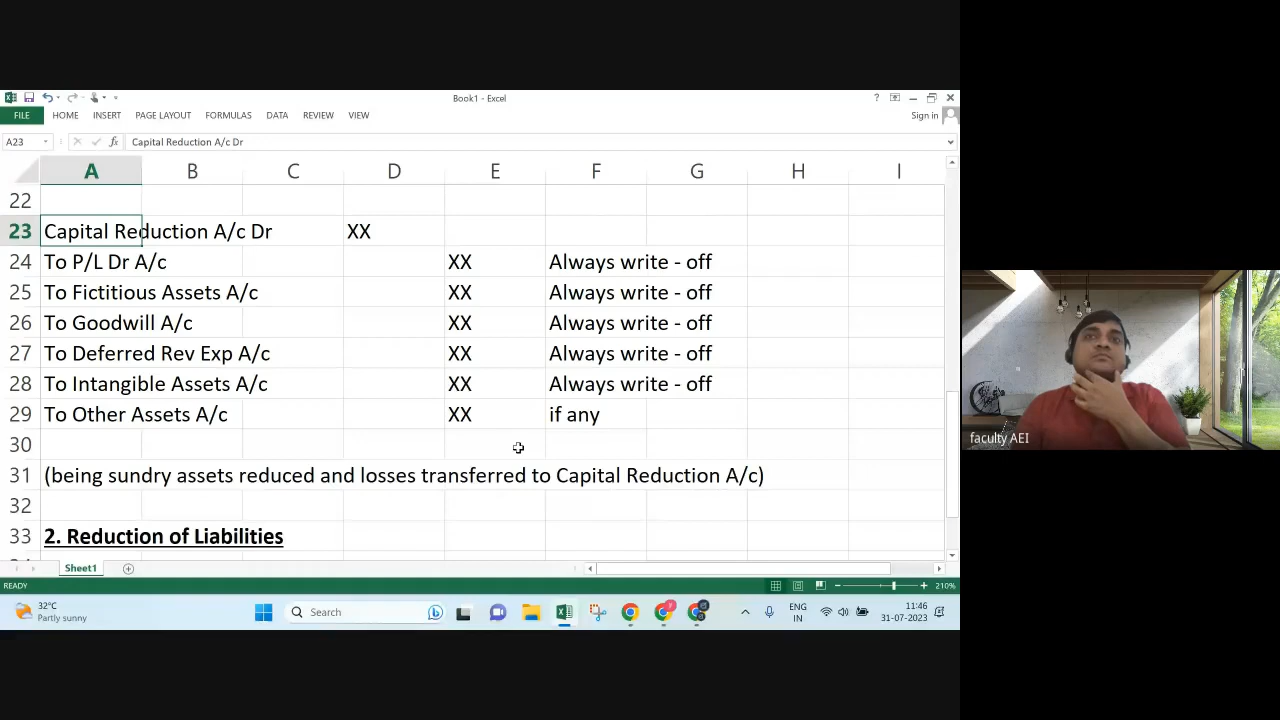 Book1 - Excel
FILE HOME INSERT PAGE LAYOUT FORMULAS DATA REVIEW VIEW Sign in
A23 fx Capital Reduction A/c Dr
A B C D E F G H I
22
23 Capital Reduction A/c Dr XX
24 To P/L Dr A/c XX Always write - off
25 To Fictitious Assets A/c XX Always write - off
26 To Goodwill A/c XX Always write - off
27 To Deferred Rev Exp A/c XX Always write - off
28 To Intangible Assets A/c XX Always write - off
29 To Other Assets A/c XX if any
30
31 (being sundry assets reduced and losses transferred to Capital Reduction A/c)
32
33 2. Reduction of Liabilities
Sheet1
READY 210%
32°C
Partly sunny
Search
ENG
IN
11:46
31-07-2023
faculty AEI